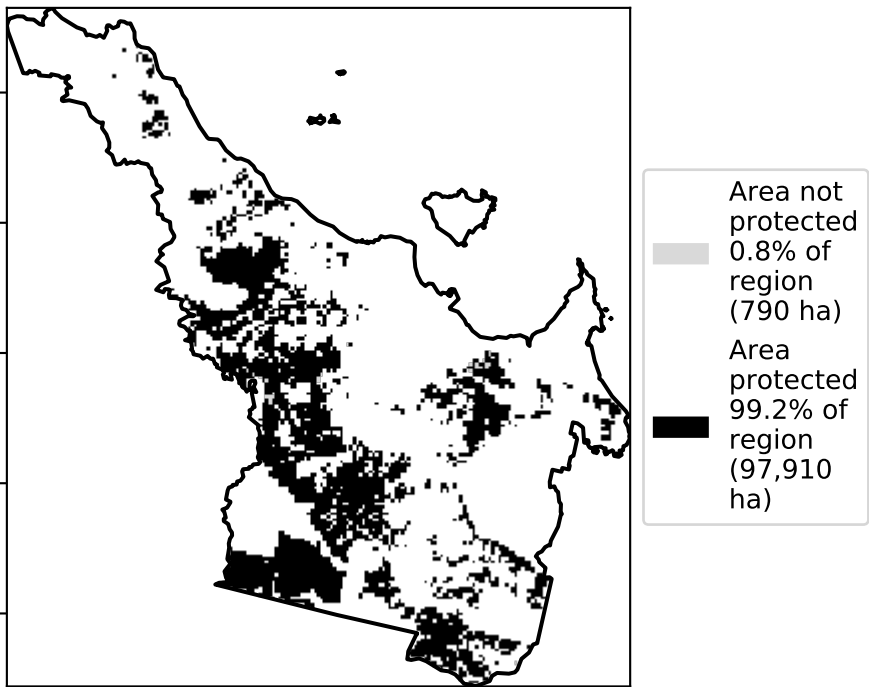 Area not
protected
0.8% of
region
(790 ha)
Area
protected
99.2% of
region
(97,910
ha)